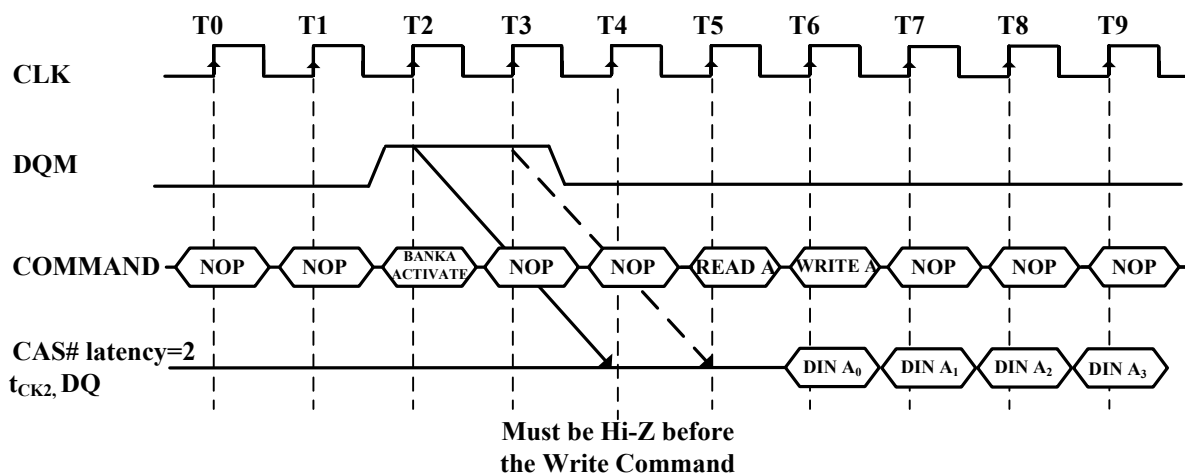 T0 T1 T2 T3 T4 T5 T6 T7 T8 T9
CLK
DQM
COMMAND NOP NOP BANKA ACTIVATE NOP NOP READ A WRITE A NOP NOP NOP
CAS# latency=2
tCK2, DQ DIN A0 DIN A1 DIN A2 DIN A3
Must be Hi-Z before
the Write Command